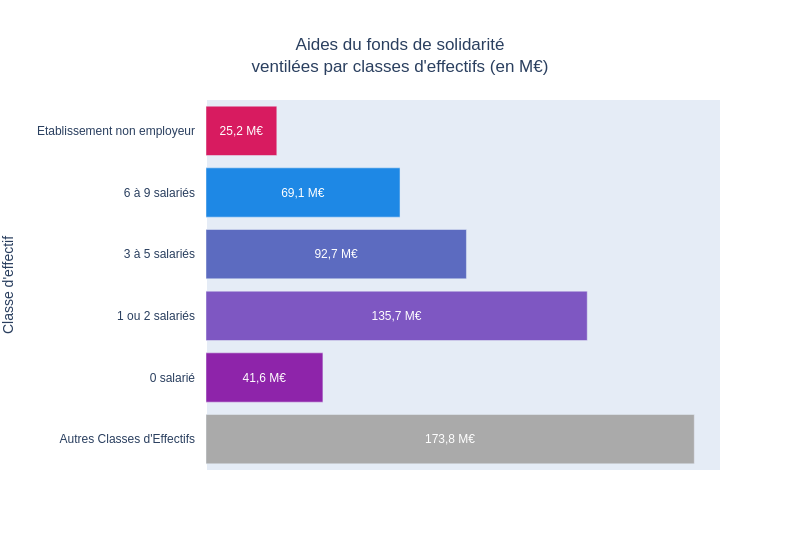 Aides du fonds de solidarité
ventilées par classes d'effectifs (en M€)
Classe d'effectif
Etablissement non employeur
25,2 M€
6 à 9 salariés
69,1 M€
3 à 5 salariés
92,7 M€
1 ou 2 salariés
135,7 M€
0 salarié
41,6 M€
Autres Classes d'Effectifs
173,8 M€